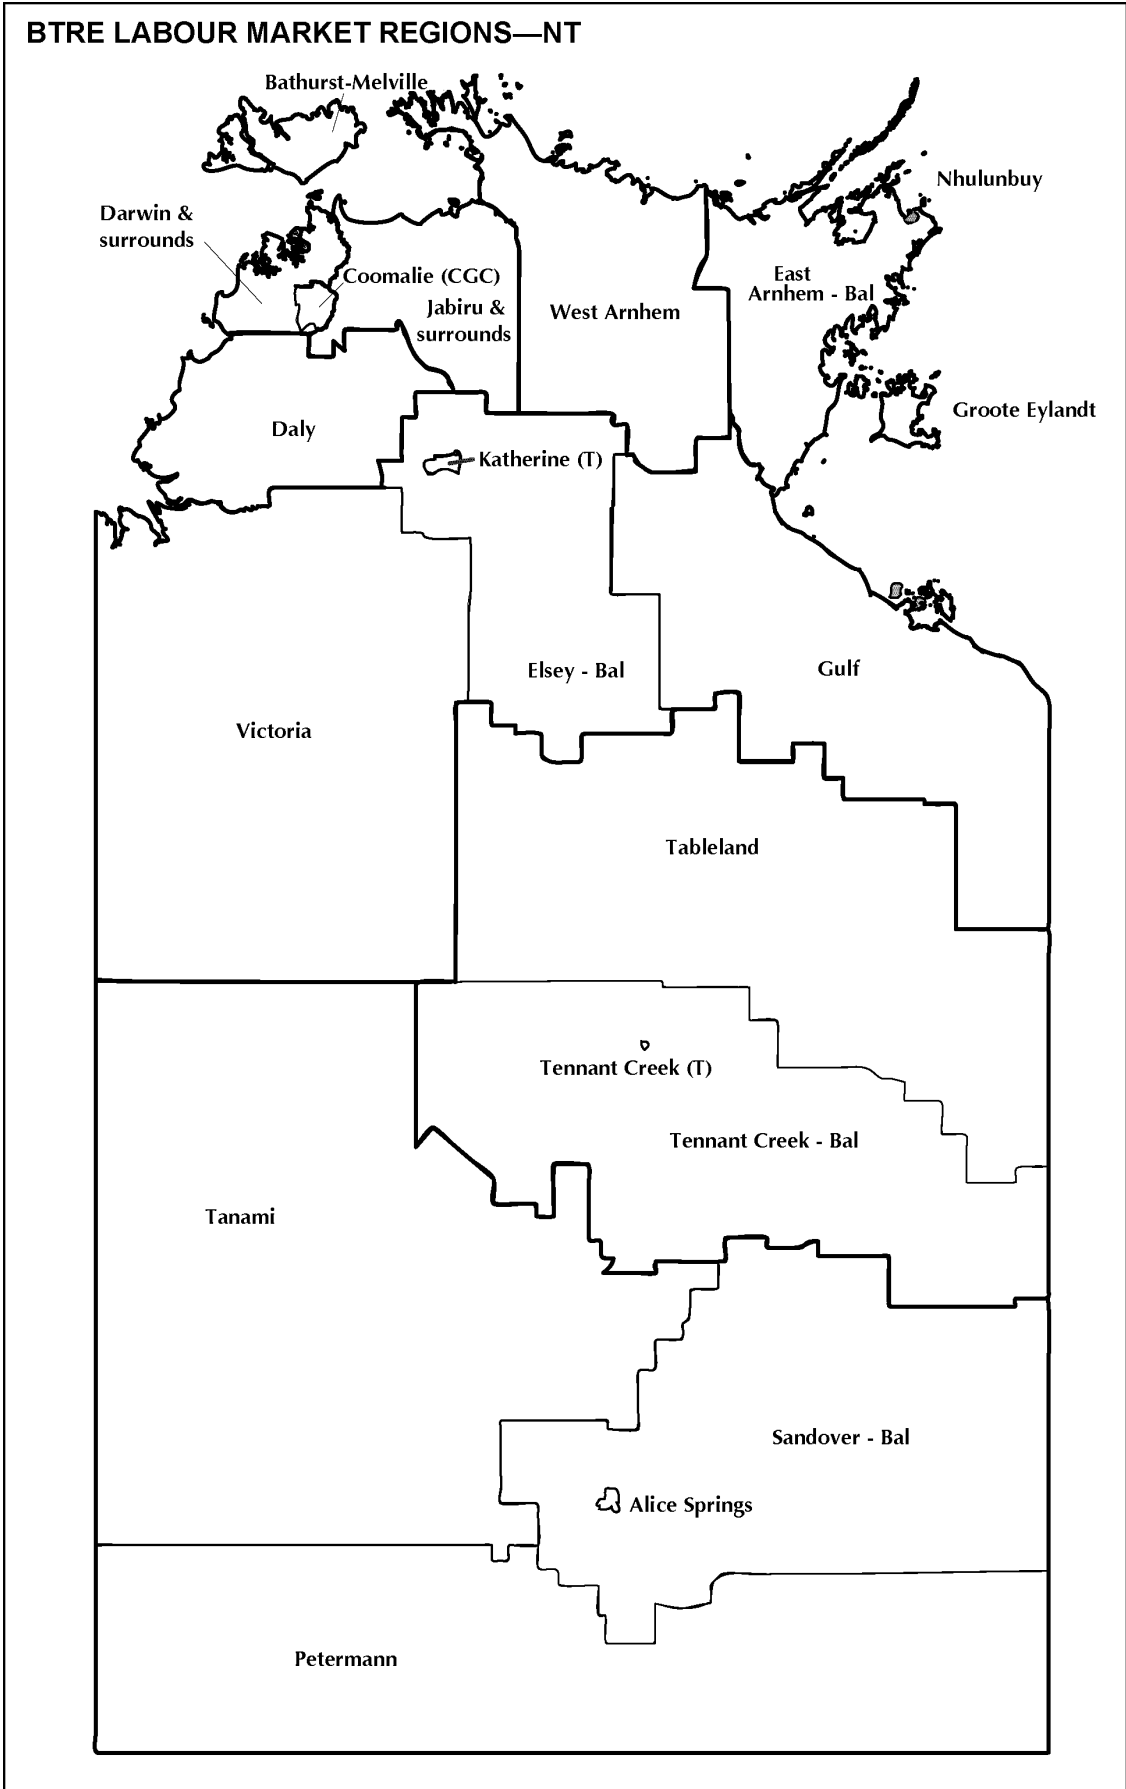 BTRE LABOUR MARKET REGIONS—NT
Bathurst-Melville
Nhulunbuy
Darwin &
surrounds
Coomalie (CGC)
East
Arnhem - Bal
Jabiru &
surrounds
West Arnhem
Groote Eylandt
Daly
Katherine (T)
Elsey - Bal
Gulf
Victoria
Tableland
Tennant Creek (T)
Tennant Creek - Bal
Tanami
Sandover - Bal
Alice Springs
Petermann